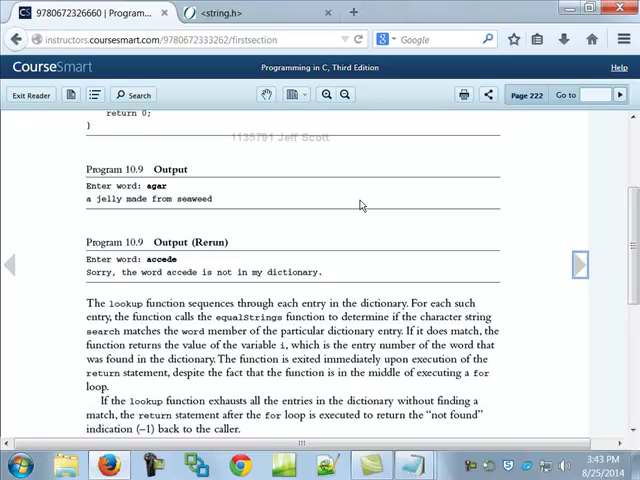 9780672326660 | Program...
<string.h>
instructors.coursesmart.com/9780672333262/firstsection
Google
CourseSmart
Programming in C, Third Edition
Help
Exit Reader
Search
Page 222
Go to
return 0;
}
1135791 Jeff Scott
Program 10.9 Output
Enter word: agar
a jelly made from seaweed
Program 10.9 Output (Rerun)
Enter word: accede
Sorry, the word accede is not in my dictionary.
The lookup function sequences through each entry in the dictionary. For each such
entry, the function calls the equalStrings function to determine if the character string
search matches the word member of the particular dictionary entry. If it does match, the
function returns the value of the variable i, which is the entry number of the word that
was found in the dictionary. The function is exited immediately upon execution of the
return statement, despite the fact that the function is in the middle of executing a for
loop.
If the lookup function exhausts all the entries in the dictionary without finding a
match, the return statement after the for loop is executed to return the “not found”
indication (–1) back to the caller.
3:43 PM
8/25/2014